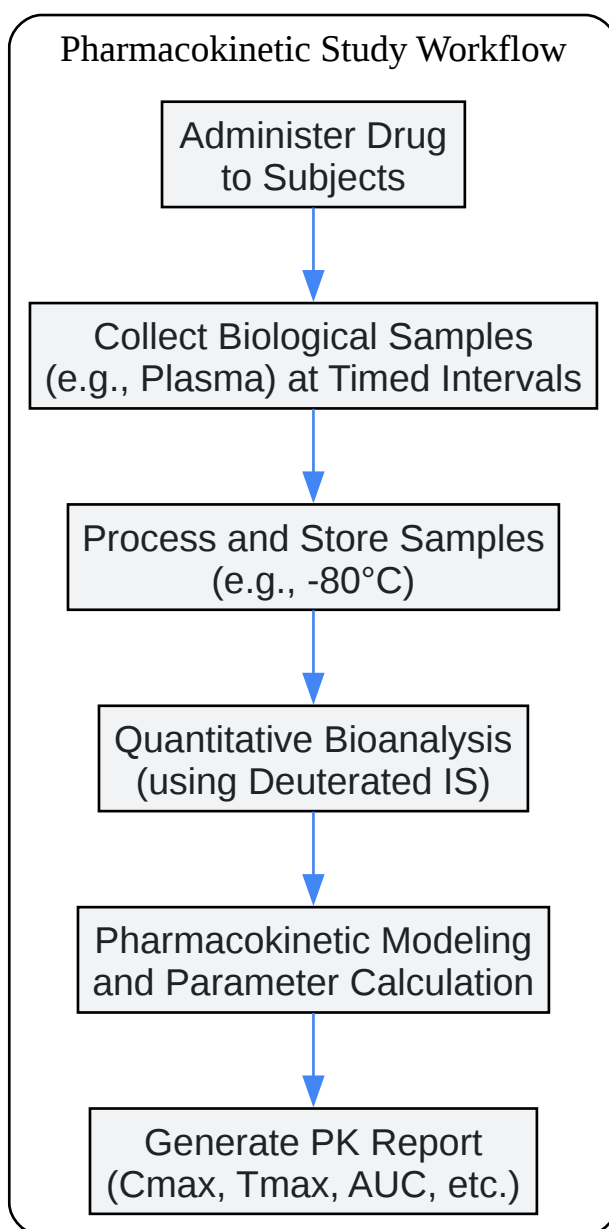 Pharmacokinetic Study Workflow
Administer Drug
to Subjects
Collect Biological Samples
(e.g., Plasma) at Timed Intervals
Process and Store Samples
(e.g., -80°C)
Quantitative Bioanalysis
(using Deuterated IS)
Pharmacokinetic Modeling
and Parameter Calculation
Generate PK Report
(Cmax, Tmax, AUC, etc.)